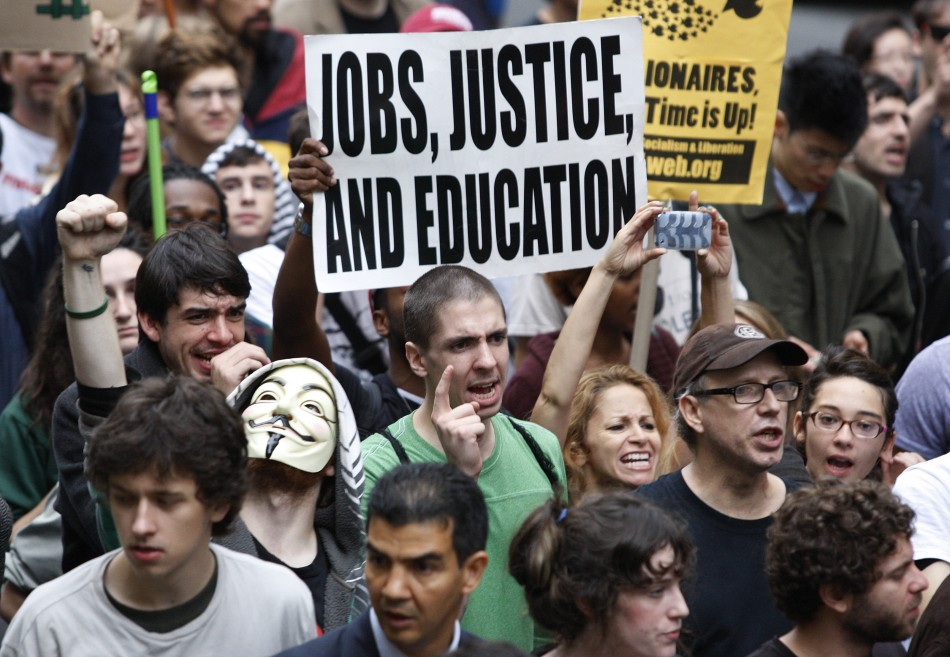 JOBS, JUSTICE,
AND EDUCATION
IONAIRES,
Time is Up!
Socialism & Liberation
web.org